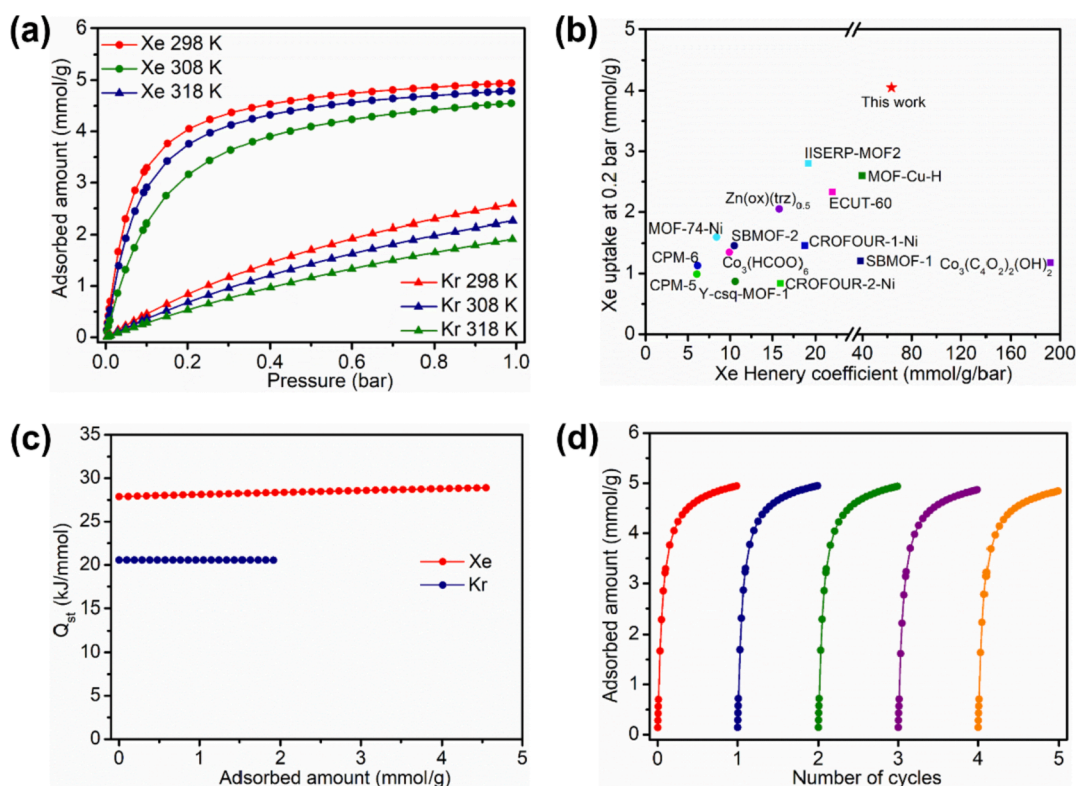 (a)
Adsorbed amount (mmol/g)
6
5
4
3
2
1
0
Xe 298 K
Xe 308 K
Xe 318 K
Kr 298 K
Kr 308 K
Kr 318 K
0.0 0.2 0.4 0.6 0.8 1.0
Pressure (bar)
(b)
Xe uptake at 0.2 bar (mmol/g)
5
4
3
2
1
0
This work
IISERP-MOF2
MOF-Cu-H
ECUT-60
Zn(ox)(trz)0.5
MOF-74-Ni
SBMOF-2
CROFOUR-1-Ni
CPM-6
Co3(HCOO)6
SBMOF-1
Co3(C4O2)2(OH)2
CPM-5
Y-csq-MOF-1
CROFOUR-2-Ni
0 5 10 15 20 40 80 120 160 200
Xe Henery coefficient (mmol/g/bar)
(c)
Qst (kJ/mmol)
35
30
25
20
15
10
5
0
Xe
Kr
0 1 2 3 4 5
Adsorbed amount (mmol/g)
(d)
Adsorbed amount (mmol/g)
6
5
4
3
2
1
0
0 1 2 3 4 5
Number of cycles